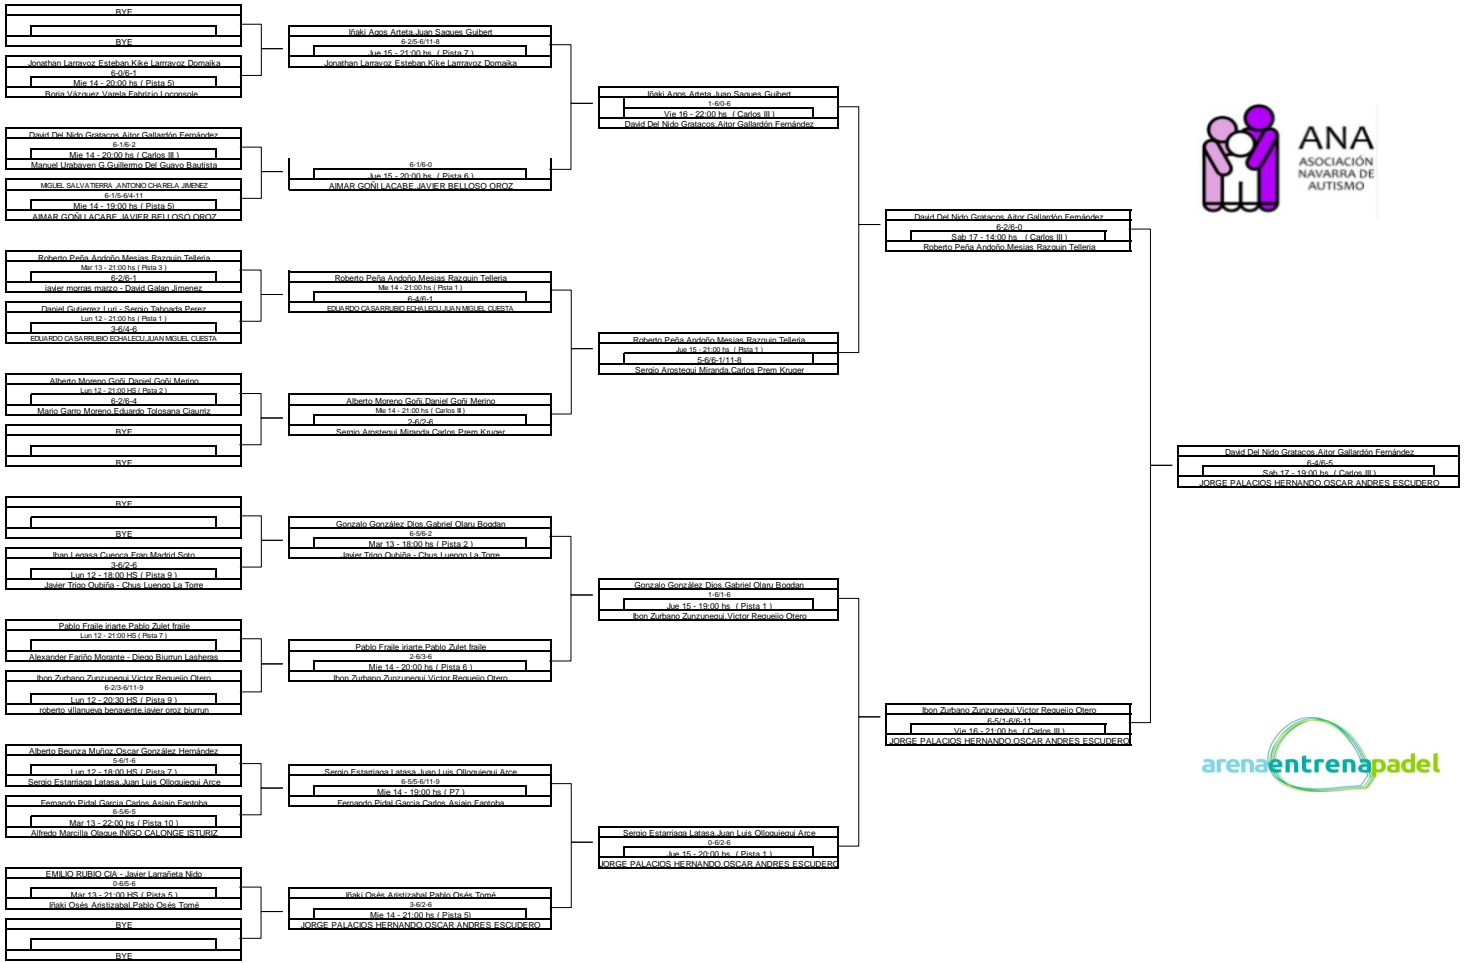 BYE
BYE
Jonathan Larrayoz Esteban,Kike Larrrayoz Domaika
6-0/6-1
Mie 14 - 20:00 hs ( Pista 5)
Borja Vázquez Varela Fabrizio Loconsole
David Del Nido Gratacos,Aitor Gallardón Fernández
6-1/6-2
Mie 14 - 20:00 hs ( Carlos III )
Manuel Urabayen G,Guillermo Del Guayo Bautista
MIGUEL SALVATIERRA ,ANTONIO CHARELA JIMENEZ
6-1/5-6/4-11
Mie 14 - 19:00 hs ( Pista 5)
AIMAR GOÑI LACABE,JAVIER BELLOSO OROZ
Roberto Peña Andoño,Mesias Razquin Telleria
Mar 13 - 21:00 hs ( Pista 3 )
6-2/6-1
javier morras marzo - David Galan Jimenez
Daniel Gutierrez Luri - Sergio Taboada Perez
Lun 12 - 21:00 hs ( Pista 1 )
3-6/4-6
EDUARDO CASARRUBIO ECHALECU,JUAN MIGUEL CUESTA
Alberto Moreno Goñi,Daniel Goñi Merino
Lun 12 - 21:00 HS ( Pista 2 )
6-2/6-4
Mario Garro Moreno,Eduardo Tolosana Ciaurriz
BYE
BYE
BYE
BYE
Iban Legasa Cuenca,Fran Madrid Soto
3-6/2-6
Lun 12 - 18:00 HS ( Pista 9 )
Javier Trigo Oubiña - Chus Luengo La Torre
Pablo Fraile iriarte,Pablo Zulet fraile
Lun 12 - 21:00 HS ( Pista 7 )
Alexander Fariño Morante - Diego Biurrun Lasheras
Ibon Zurbano Zunzunegui,Victor Requeijo Otero
6-2/3-6/11-9
Lun 12 - 20:30 HS ( Pista 9 )
roberto villanueva benavente,javier oroz biurrun
Alberto Beunza Muñoz,Oscar González Hernández
5-6/1-6
Lun 12 - 18:00 HS ( Pista 7 )
Sergio Estarriaga Latasa,Juan Luis Olloquiegui Arce
Fernando Pidal Garcia,Carlos Asiain Fantoba
6-5/6-5
Mar 13 - 22:00 hs ( Pista 10 )
Alfredo Marcilla Olague,IÑIGO CALONGE ISTURIZ
EMILIO RUBIO CIA - Javier Larrañeta Nido
0-6/5-6
Mar 13 - 21:00 HS ( Pista 5 )
Iñaki Osés Aristizabal,Pablo Osés Tomé
BYE
BYE
Iñaki Agos Arteta,Juan Sagues Guibert
6-2/5-6/11-8
Jue 15 - 21:00 hs  ( Pista 7 )
Jonathan Larrayoz Esteban,Kike Larrrayoz Domaika
6-1/6-0
Jue 15 - 20:00 hs  ( Pista 6 )
AIMAR GOÑI LACABE,JAVIER BELLOSO OROZ
Roberto Peña Andoño,Mesias Razquin Telleria
Mie 14 - 21:00 hs ( Pista 1 )
6-4/6-1
EDUARDO CASARRUBIO ECHALECU,JUAN MIGUEL CUESTA
Alberto Moreno Goñi,Daniel Goñi Merino
Mie 14 - 21:00 hs ( Carlos III )
2-6/2-6
Sergio Arostegui Miranda,Carlos Prem Kruger
Gonzalo González Dios,Gabriel Olaru Bogdan
6-5/6-2
Mar 13 - 18:00 hs ( Pista 2 )
Javier Trigo Oubiña - Chus Luengo La Torre
Pablo Fraile iriarte,Pablo Zulet fraile
2-6/3-6
Mie 14 - 20:00 hs ( Pista 6 )
Ibon Zurbano Zunzunegui,Victor Requeijo Otero
Sergio Estarriaga Latasa,Juan Luis Olloquiegui Arce
6-5/5-6/11-9
Mie 14 - 19:00 hs ( P7 )
Fernando Pidal Garcia,Carlos Asiain Fantoba
Iñaki Osés Aristizabal,Pablo Osés Tomé
3-6/2-6
Mie 14 - 21:00 hs ( Pista 5)
JORGE PALACIOS HERNANDO,OSCAR ANDRES ESCUDERO
Iñaki Agos Arteta,Juan Sagues Guibert
1-6/0-6
Vie 16 - 22:00 hs  ( Carlos III )
David Del Nido Gratacos,Aitor Gallardón Fernández
Roberto Peña Andoño,Mesias Razquin Telleria
Jue 15 - 21:00 hs  ( Pista 1 )
5-6/6-1/11-8
Sergio Arostegui Miranda,Carlos Prem Kruger
Gonzalo González Dios,Gabriel Olaru Bogdan
1-6/1-6
Jue 15 - 19:00 hs  ( Pista 1 )
Ibon Zurbano Zunzunegui,Victor Requeijo Otero
Sergio Estarriaga Latasa,Juan Luis Olloquiegui Arce
0-6/2-6
Jue 15 - 20:00 hs  ( Pista 1 )
JORGE PALACIOS HERNANDO,OSCAR ANDRES ESCUDERO
David Del Nido Gratacos,Aitor Gallardón Fernández
6-2/6-0
Sab 17 - 14:00 hs  ( Carlos III )
Roberto Peña Andoño,Mesias Razquin Telleria
Ibon Zurbano Zunzunegui,Victor Requeijo Otero
6-5/1-6/6-11
Vie 16 - 21:00 hs  ( Carlos III )
JORGE PALACIOS HERNANDO,OSCAR ANDRES ESCUDERO
David Del Nido Gratacos,Aitor Gallardón Fernández
6-4/6-5
Sab 17 - 19:00 hs  ( Carlos III )
JORGE PALACIOS HERNANDO,OSCAR ANDRES ESCUDERO
ANA
ASOCIACIÓN
NAVARRA DE
AUTISMO
arenaentrenapadel